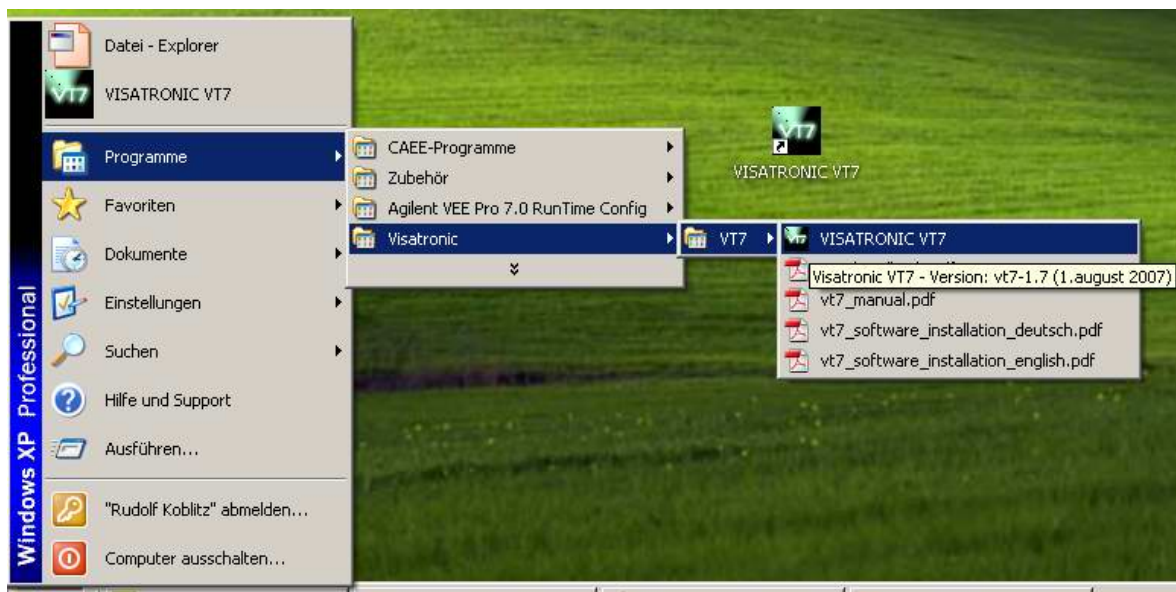 Windows XP Professional
Datei - Explorer
VT7
VISATRONIC VT7
Programme
Favoriten
Dokumente
Einstellungen
Suchen
Hilfe und Support
Ausführen...
"Rudolf Koblitz" abmelden...
Computer ausschalten...
CAEE-Programme
Zubehör
Agilent VEE Pro 7.0 RunTime Config
Visatronic
VT7
VISATRONIC VT7
Visatronic VT7 - Version: vt7-1.7 (1.august 2007)
vt7_manual.pdf
vt7_software_installation_deutsch.pdf
vt7_software_installation_english.pdf
VT7
VISATRONIC VT7